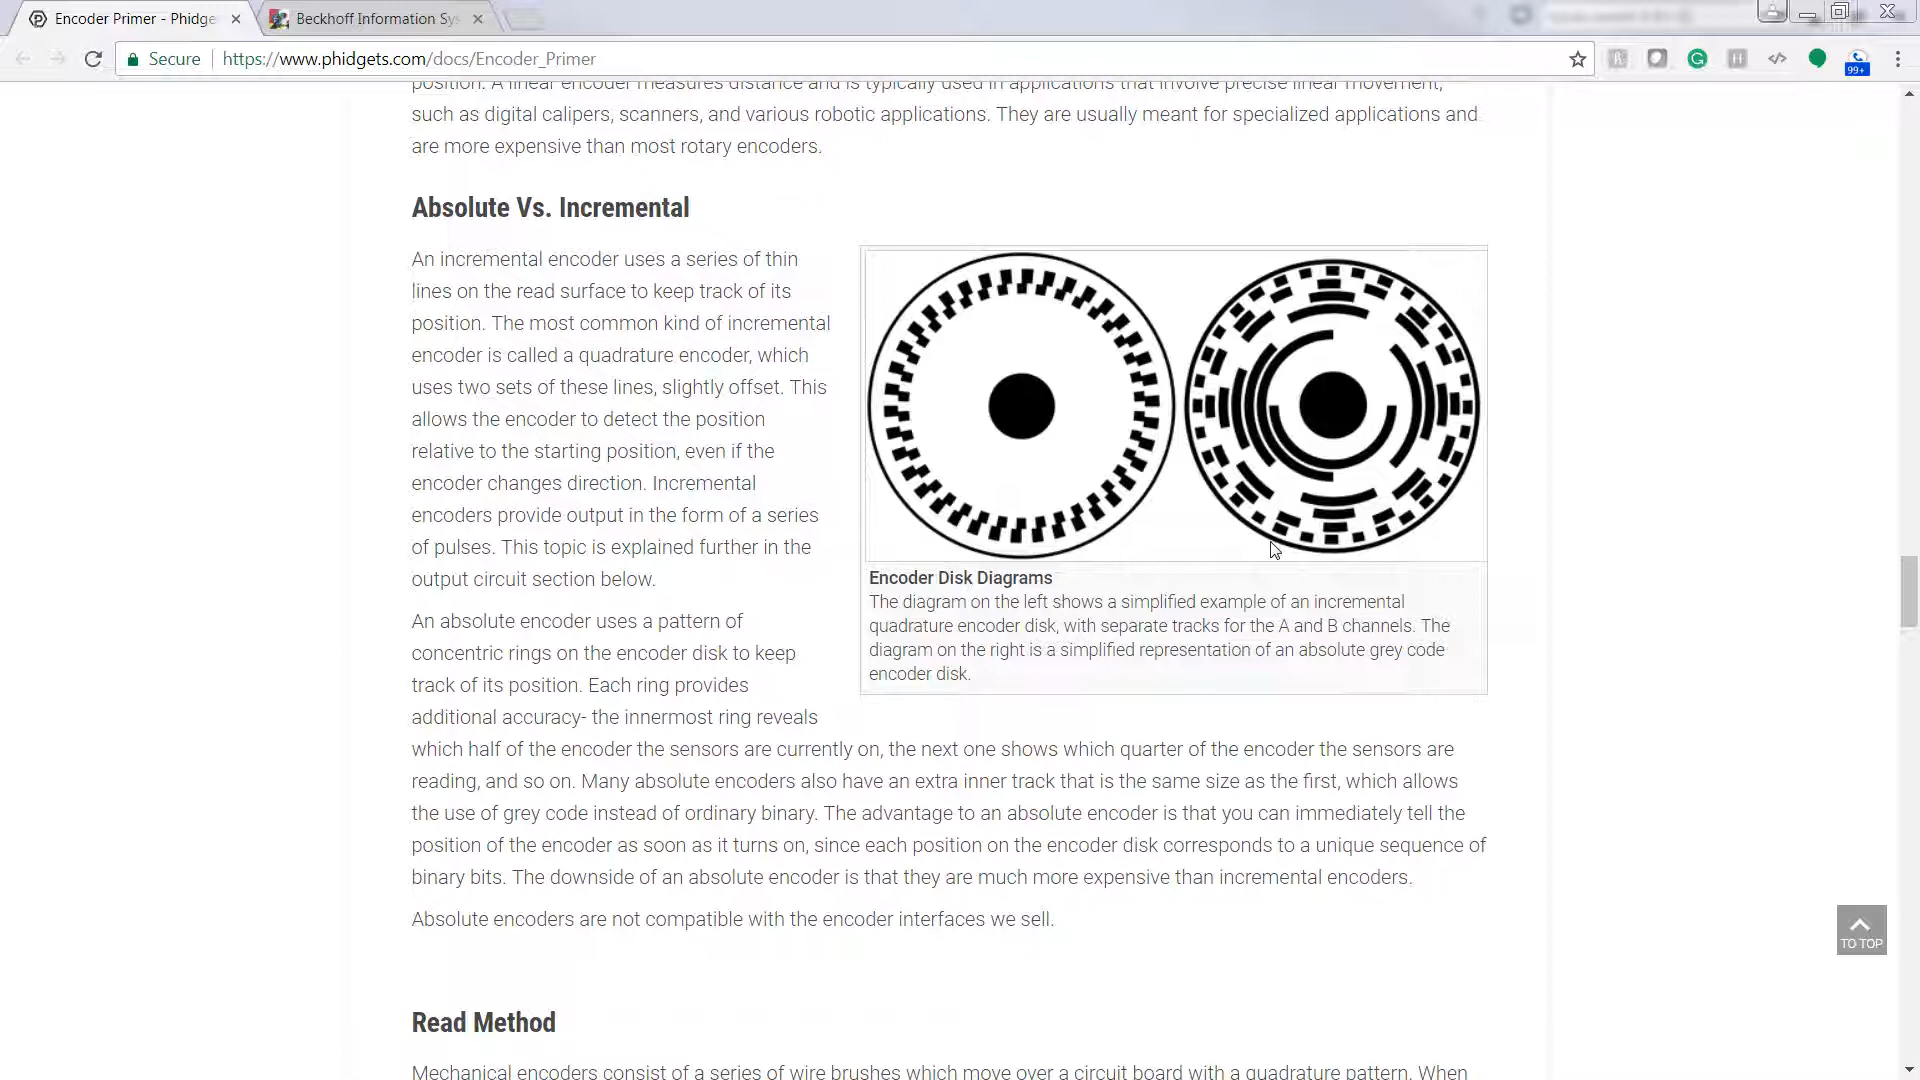 Encoder Primer - Phidge
Beckhoff Information Sys
Secure
https://www.phidgets.com/docs/Encoder_Primer
99+
position. A linear encoder measures distance and is typically used in applications that involve precise linear movement,
such as digital calipers, scanners, and various robotic applications. They are usually meant for specialized applications and
are more expensive than most rotary encoders.
Absolute Vs. Incremental
An incremental encoder uses a series of thin
lines on the read surface to keep track of its
position. The most common kind of incremental
encoder is called a quadrature encoder, which
uses two sets of these lines, slightly offset. This
allows the encoder to detect the position
relative to the starting position, even if the
encoder changes direction. Incremental
encoders provide output in the form of a series
of pulses. This topic is explained further in the
output circuit section below.
Encoder Disk Diagrams
The diagram on the left shows a simplified example of an incremental
quadrature encoder disk, with separate tracks for the A and B channels. The
diagram on the right is a simplified representation of an absolute grey code
encoder disk.
An absolute encoder uses a pattern of
concentric rings on the encoder disk to keep
track of its position. Each ring provides
additional accuracy- the innermost ring reveals
which half of the encoder the sensors are currently on, the next one shows which quarter of the encoder the sensors are
reading, and so on. Many absolute encoders also have an extra inner track that is the same size as the first, which allows
the use of grey code instead of ordinary binary. The advantage to an absolute encoder is that you can immediately tell the
position of the encoder as soon as it turns on, since each position on the encoder disk corresponds to a unique sequence of
binary bits. The downside of an absolute encoder is that they are much more expensive than incremental encoders.
Absolute encoders are not compatible with the encoder interfaces we sell.
TO TOP
Read Method
Mechanical encoders consist of a series of wire brushes which move over a circuit board with a quadrature pattern. When